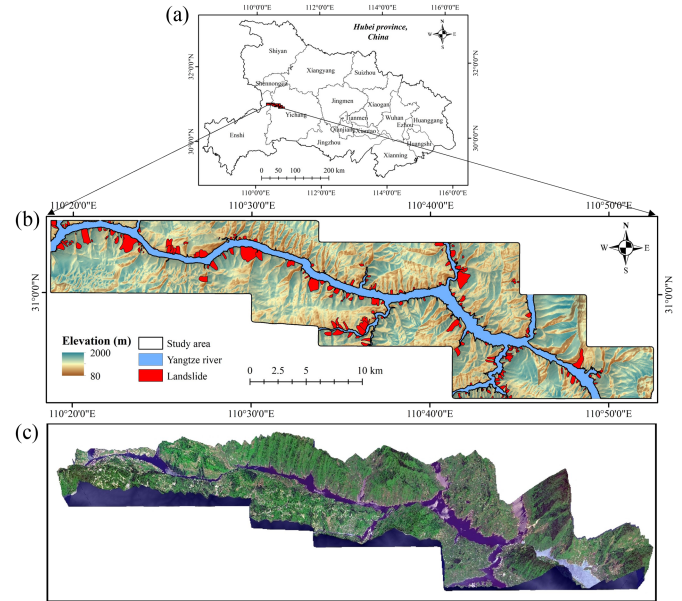 (a)
110°0'0"E 112°0'0"E 114°0'0"E 116°0'0"E
Hubei province,
China
N
W E
S
32°0'0"N
32°0'0"N
30°0'0"N
30°0'0"N
Shiyan
Xiangyang
Suizhou
Shennongjia
Jingmen
Xiaogan
Tianmen
Wuhan
Huanggang
Yichang
Ezhou
Qianjiang
Xiantao
Huangshi
Enshi
Jingzhou
Xianning
0 50 100 200 km
110°0'0"E 112°0'0"E 114°0'0"E 116°0'0"E
(b)
110°20'0"E 110°30'0"E 110°40'0"E 110°50'0"E
N
W E
S
31°0'0"N
31°0'0"N
Elevation (m)
2000
80
Study area
Yangtze river
Landslide
0 2.5 5 10 km
110°20'0"E 110°30'0"E 110°40'0"E 110°50'0"E
(c)